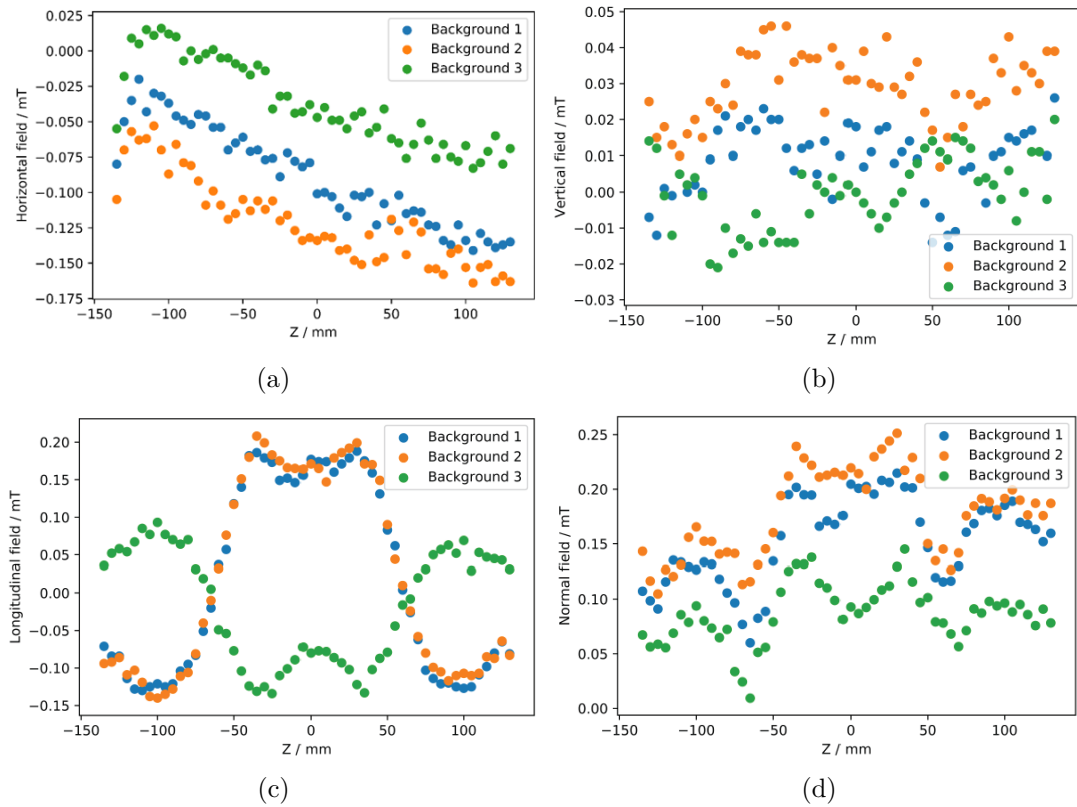 0.025
0.000
−0.025
−0.050
−0.075
−0.100
−0.125
−0.150
−0.175
Horizontal field / mT
Background 1
Background 2
Background 3
−150 −100 −50 0 50 100
Z / mm
(a)
0.05
0.04
0.03
0.02
0.01
0.00
−0.01
−0.02
−0.03
Vertical field / mT
Background 1
Background 2
Background 3
−150 −100 −50 0 50 100
Z / mm
(b)
0.20
0.15
0.10
0.05
0.00
−0.05
−0.10
−0.15
Longitudinal field / mT
Background 1
Background 2
Background 3
−150 −100 −50 0 50 100
Z / mm
(c)
0.25
0.20
0.15
0.10
0.05
0.00
Normal field / mT
Background 1
Background 2
Background 3
−150 −100 −50 0 50 100
Z / mm
(d)